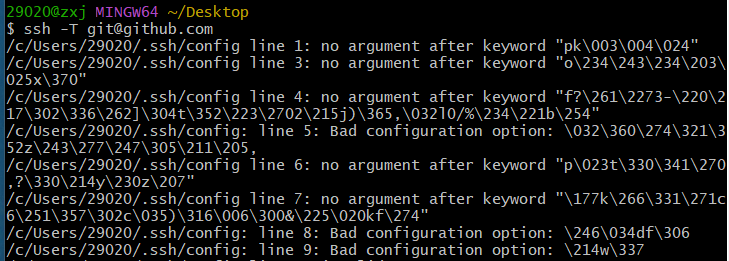 29020@zxj MINGW64 ~/Desktop
$ ssh -T git@github.com
/c/Users/29020/.ssh/config line 1: no argument after keyword "pk\003\004\024"
/c/Users/29020/.ssh/config line 3: no argument after keyword "o\234\243\234\203\
025x\370"
/c/Users/29020/.ssh/config line 4: no argument after keyword "f?\261\2273-\220\2
17\302\336\262]\304t\352\223\2702\215j)\365,\032l0/%\234\221b\254"
/c/Users/29020/.ssh/config: line 5: Bad configuration option: \032\360\274\321\3
52z\243\277\247\305\211\205,
/c/Users/29020/.ssh/config line 6: no argument after keyword "p\023t\330\341\270
,?\330\214y\230z\207"
/c/Users/29020/.ssh/config line 7: no argument after keyword "\177k\266\331\271c
6\251\357\302c\035)\316\006\300&\225\020kf\274"
/c/Users/29020/.ssh/config: line 8: Bad configuration option: \246\034df\306
/c/Users/29020/.ssh/config: line 9: Bad configuration option: \214w\337